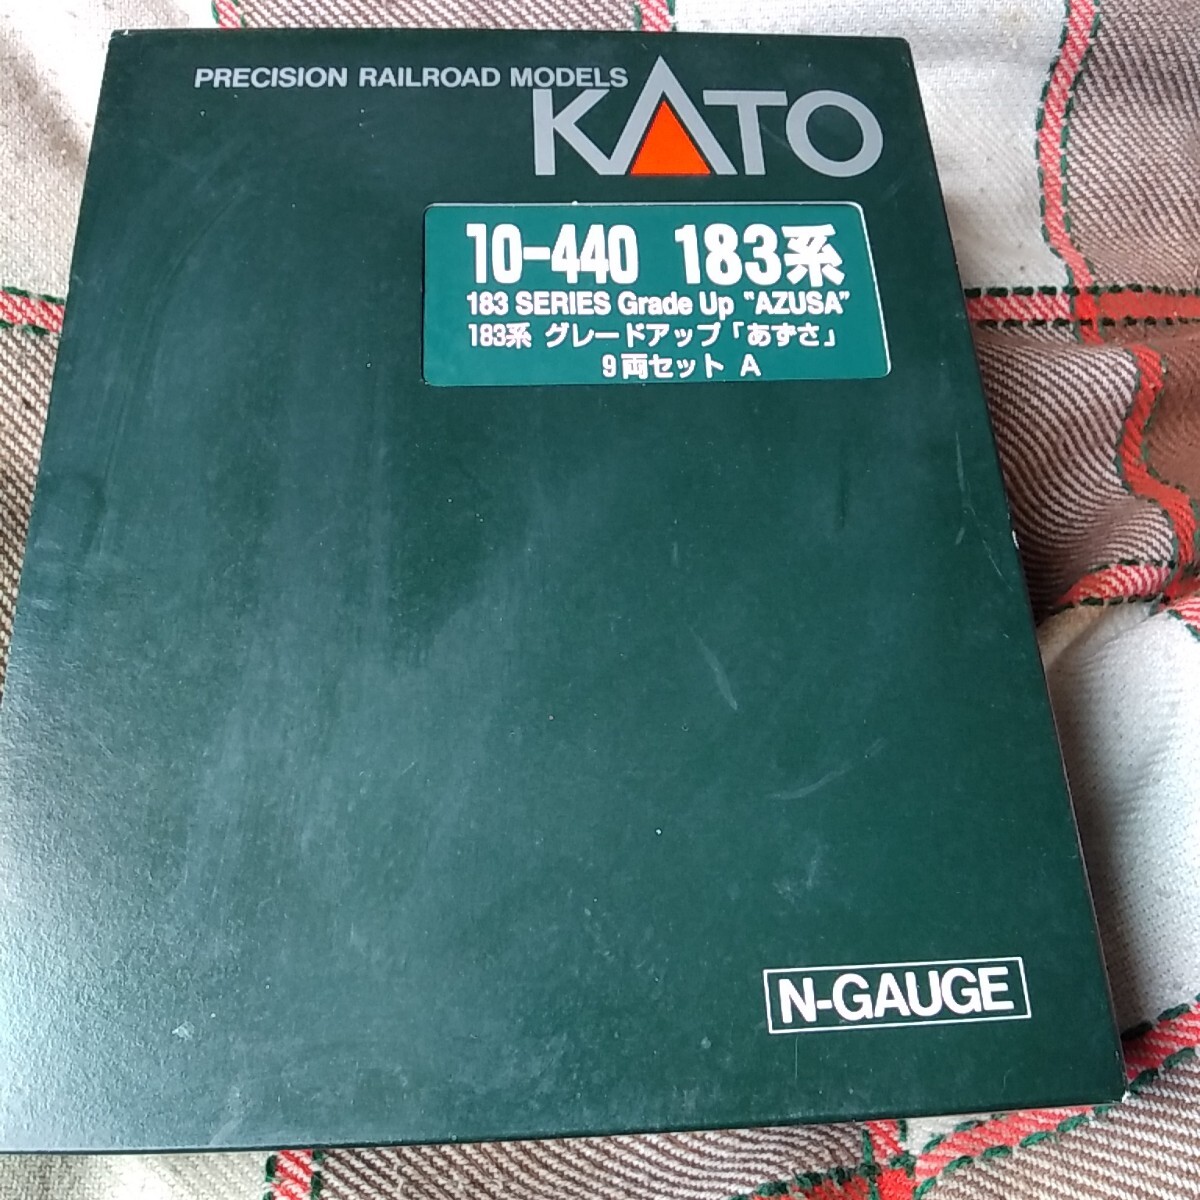 PRECISION RAILROAD MODELS
KATO
10-440 183系
183 SERIES Grade Up "AZUSA"
183系 グレードアップ「あずさ」
9両セット A
N-GAUGE